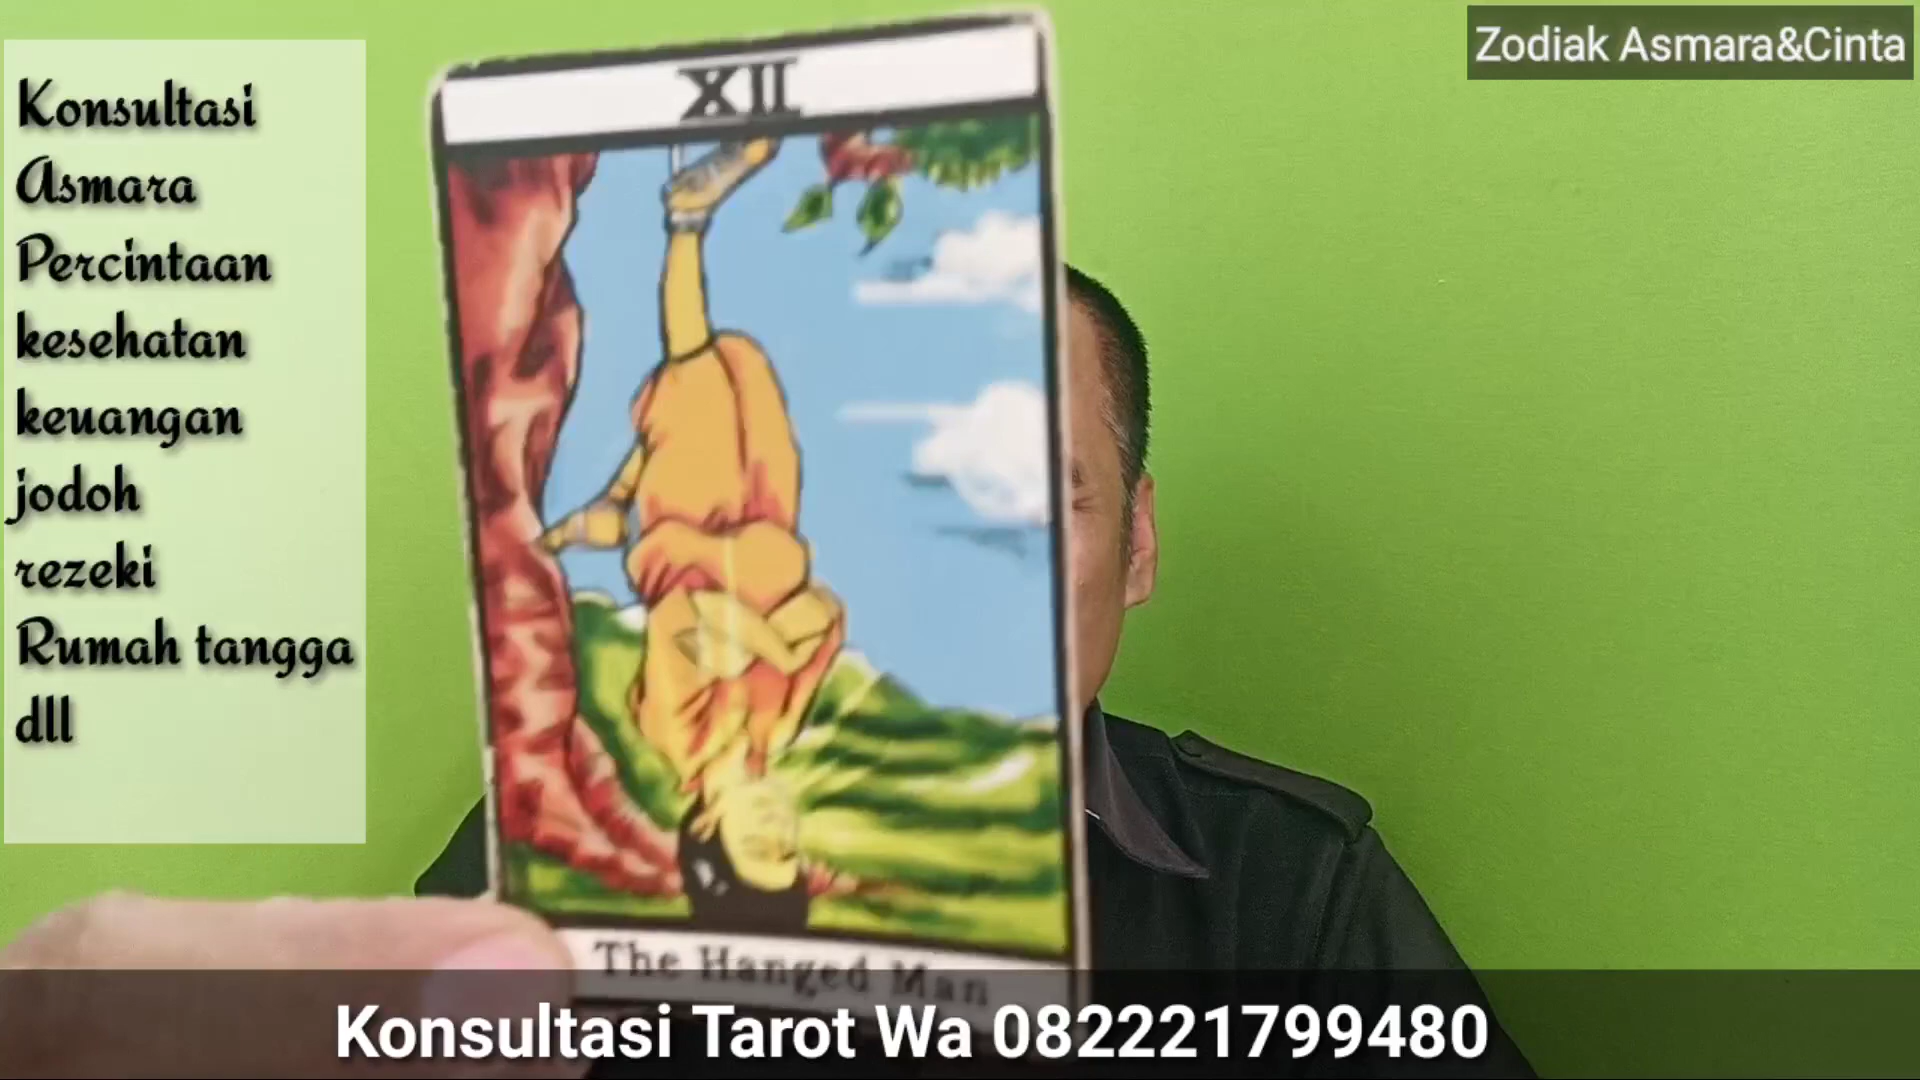 Zodiak Asmara&Cinta
Konsultasi
Asmara
Percintaan
kesehatan
keuangan
jodoh
rezeki
Rumah tangga
dll
XII
The Hanged Man
Konsultasi Tarot Wa 082221799480